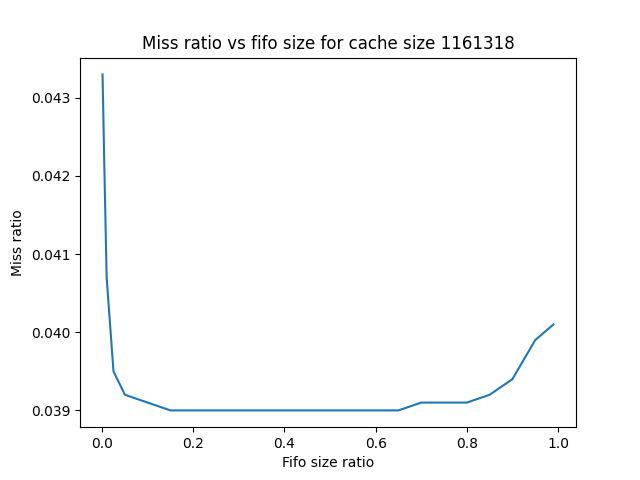 Miss ratio vs fifo size for cache size 1161318
0.043
0.042
0.041
0.040
0.039
Miss ratio
0.0 0.2 0.4 0.6 0.8 1.0
Fifo size ratio